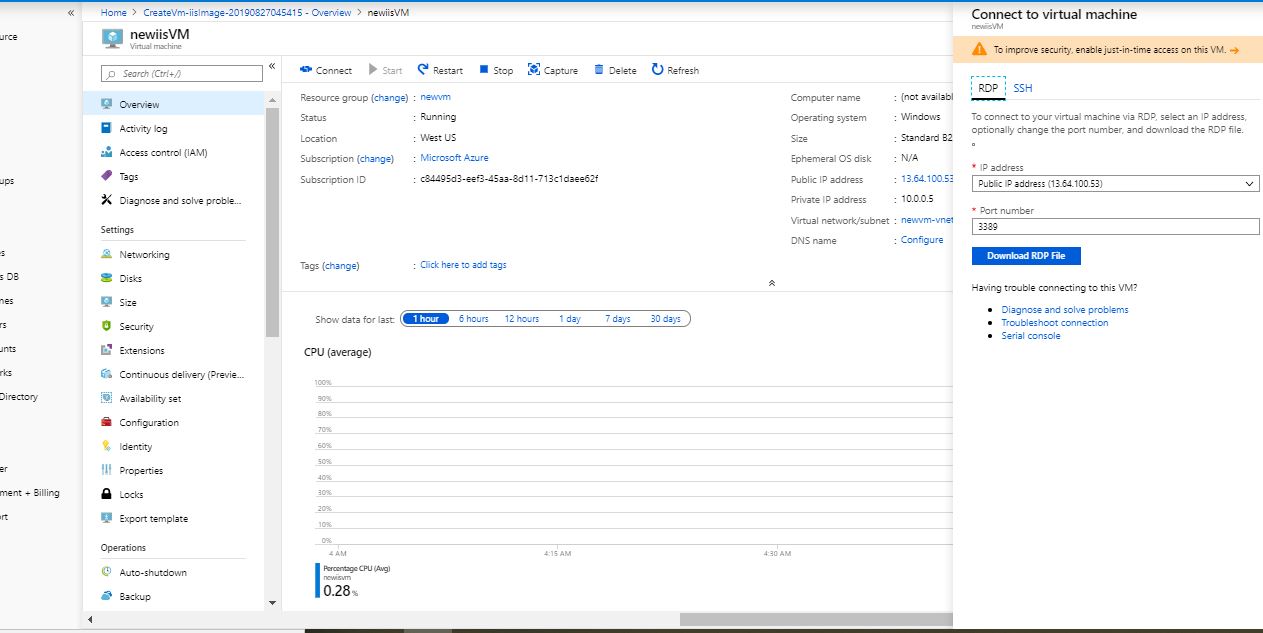 Home > CreateVm-iisImage-20190827045415 - Overview > newiisVM
newiisVM
Virtual machine
Search (Ctrl+/)
Overview
Activity log
Access control (IAM)
Tags
Diagnose and solve proble...
Settings
Networking
Disks
Size
Security
Extensions
Continuous delivery (Previe...
Availability set
Configuration
Identity
Properties
Locks
Export template
Operations
Auto-shutdown
Backup
urce
ups
s
s DB
nes
rs
unts
rks
Directory
er
ment + Billing
rt
Connect Start Restart Stop Capture Delete Refresh
Resource group (change) : newvm
Status : Running
Location : West US
Subscription (change) : Microsoft Azure
Subscription ID : c84495d3-eef3-45aa-8d11-713c1daee62f
Computer name : (not availabl
Operating system : Windows
Size : Standard B2
Ephemeral OS disk : N/A
Public IP address : 13.64.100.53
Private IP address : 10.0.0.5
Virtual network/subnet : newvm-vnet
DNS name : Configure
Tags (change) : Click here to add tags
Show data for last: 1 hour 6 hours 12 hours 1 day 7 days 30 days
CPU (average)
100%
90%
80%
70%
60%
50%
40%
30%
20%
10%
0%
4 AM 4:15 AM 4:30 AM
Percentage CPU (Avg)
newiisvm
0.28 %
Connect to virtual machine
newiisVM
To improve security, enable just-in-time access on this VM. →
RDP SSH
To connect to your virtual machine via RDP, select an IP address,
optionally change the port number, and download the RDP file.
* IP address
Public IP address (13.64.100.53)
* Port number
3389
Download RDP File
Having trouble connecting to this VM?
• Diagnose and solve problems
• Troubleshoot connection
• Serial console